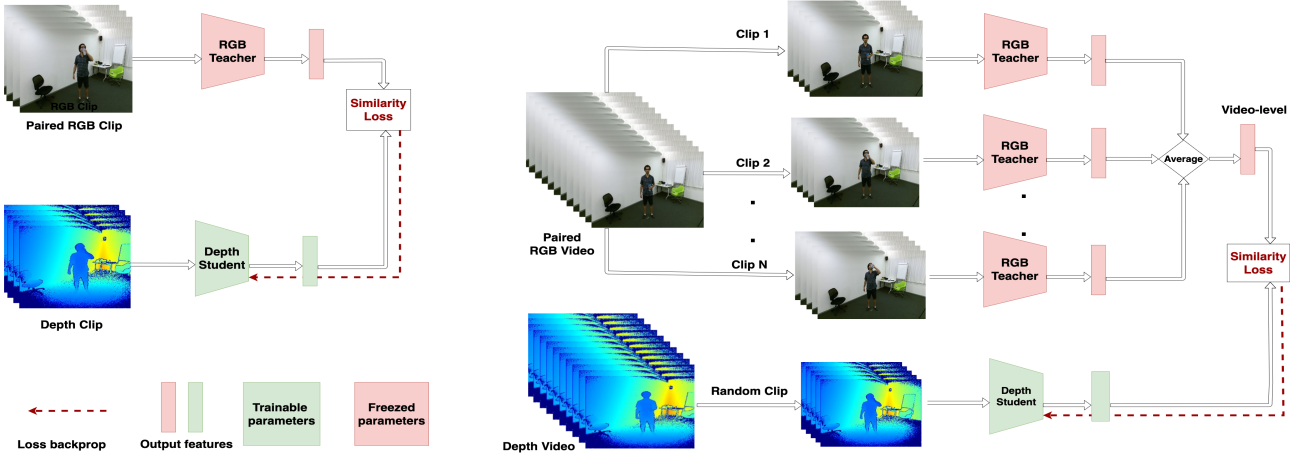 RGB
Teacher
RGB Clip
Paired RGB Clip
Similarity
Loss
Depth
Student
Depth Clip
Loss backprop
Output features
Trainable
parameters
Freezed
parameters
Clip 1
RGB
Teacher
Video-level
Clip 2
RGB
Teacher
Average
Paired
RGB Video
Clip N
RGB
Teacher
Similarity
Loss
Random Clip
Depth
Student
Depth Video